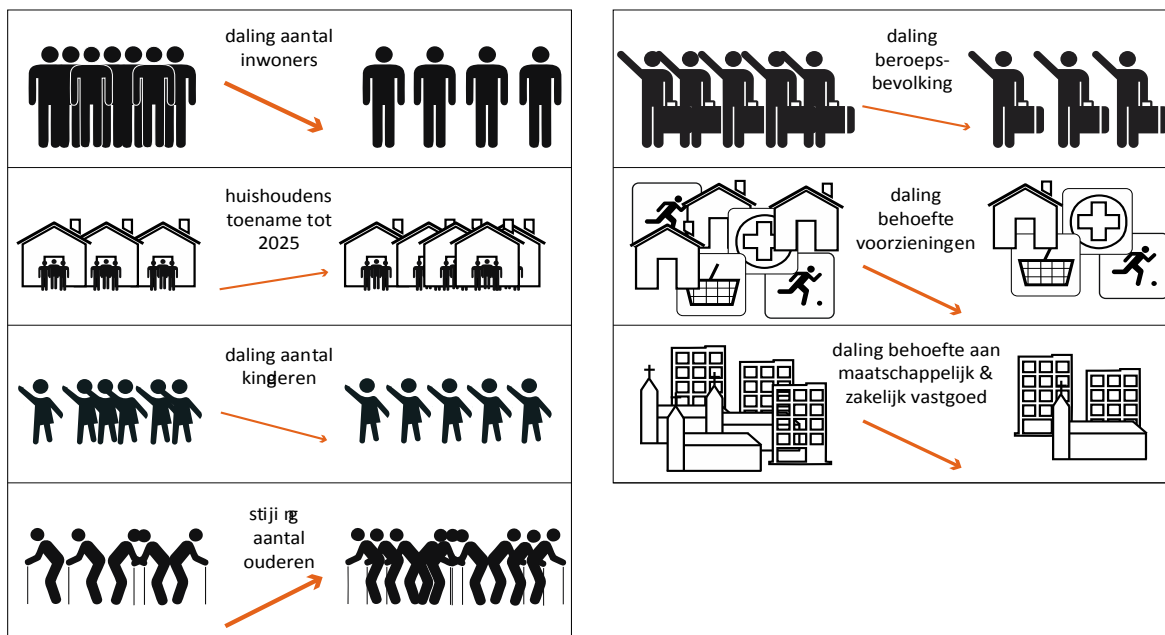 daling aantal
inwoners
huishoudens
toename tot
2025
daling aantal
kinderen
aantal
ouderen
daling
beroeps-
bevolking
daling
behoefte
voorzieningen
daling behoefte aan
maatschappelijk &
zakelijk vastgoed